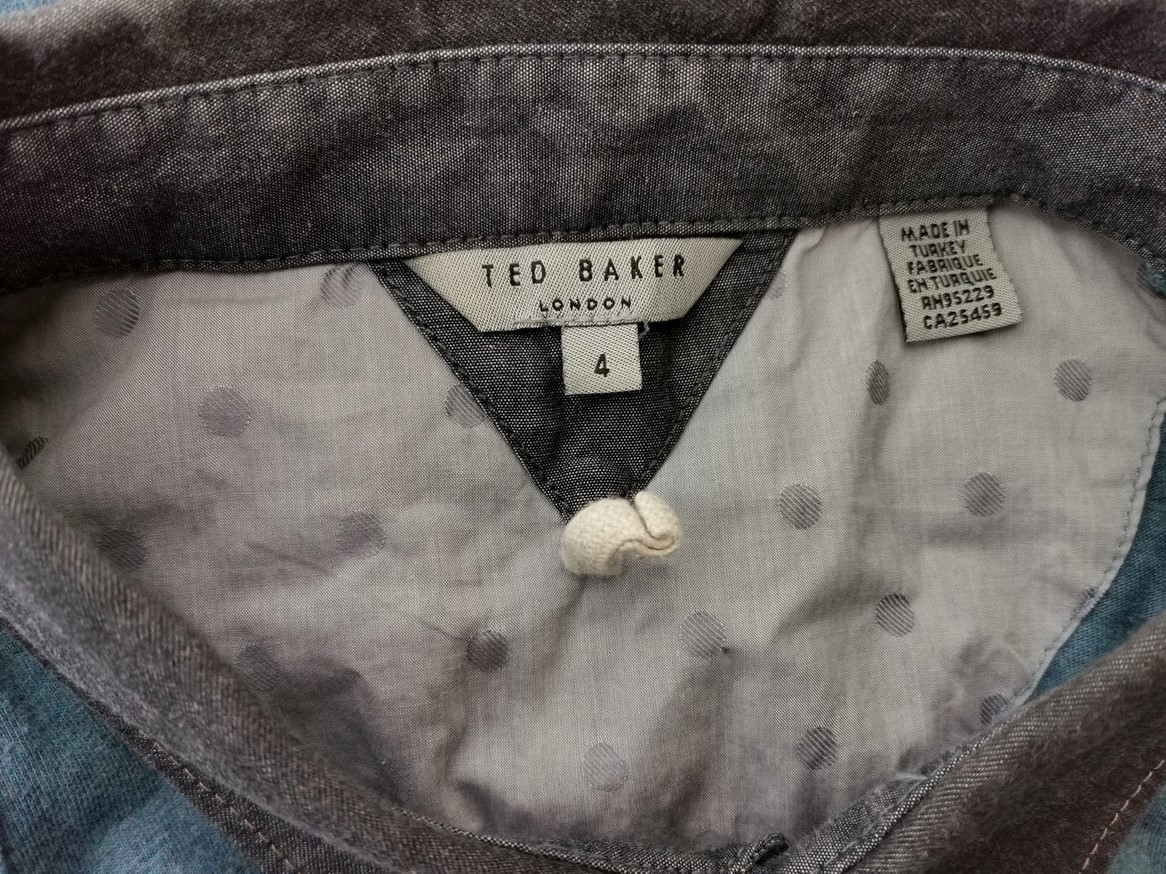 TED BAKER
LONDON
4
MADE IN
TURKEY
FABRIQUE
EN TURQUIE
RN95229
CA25459